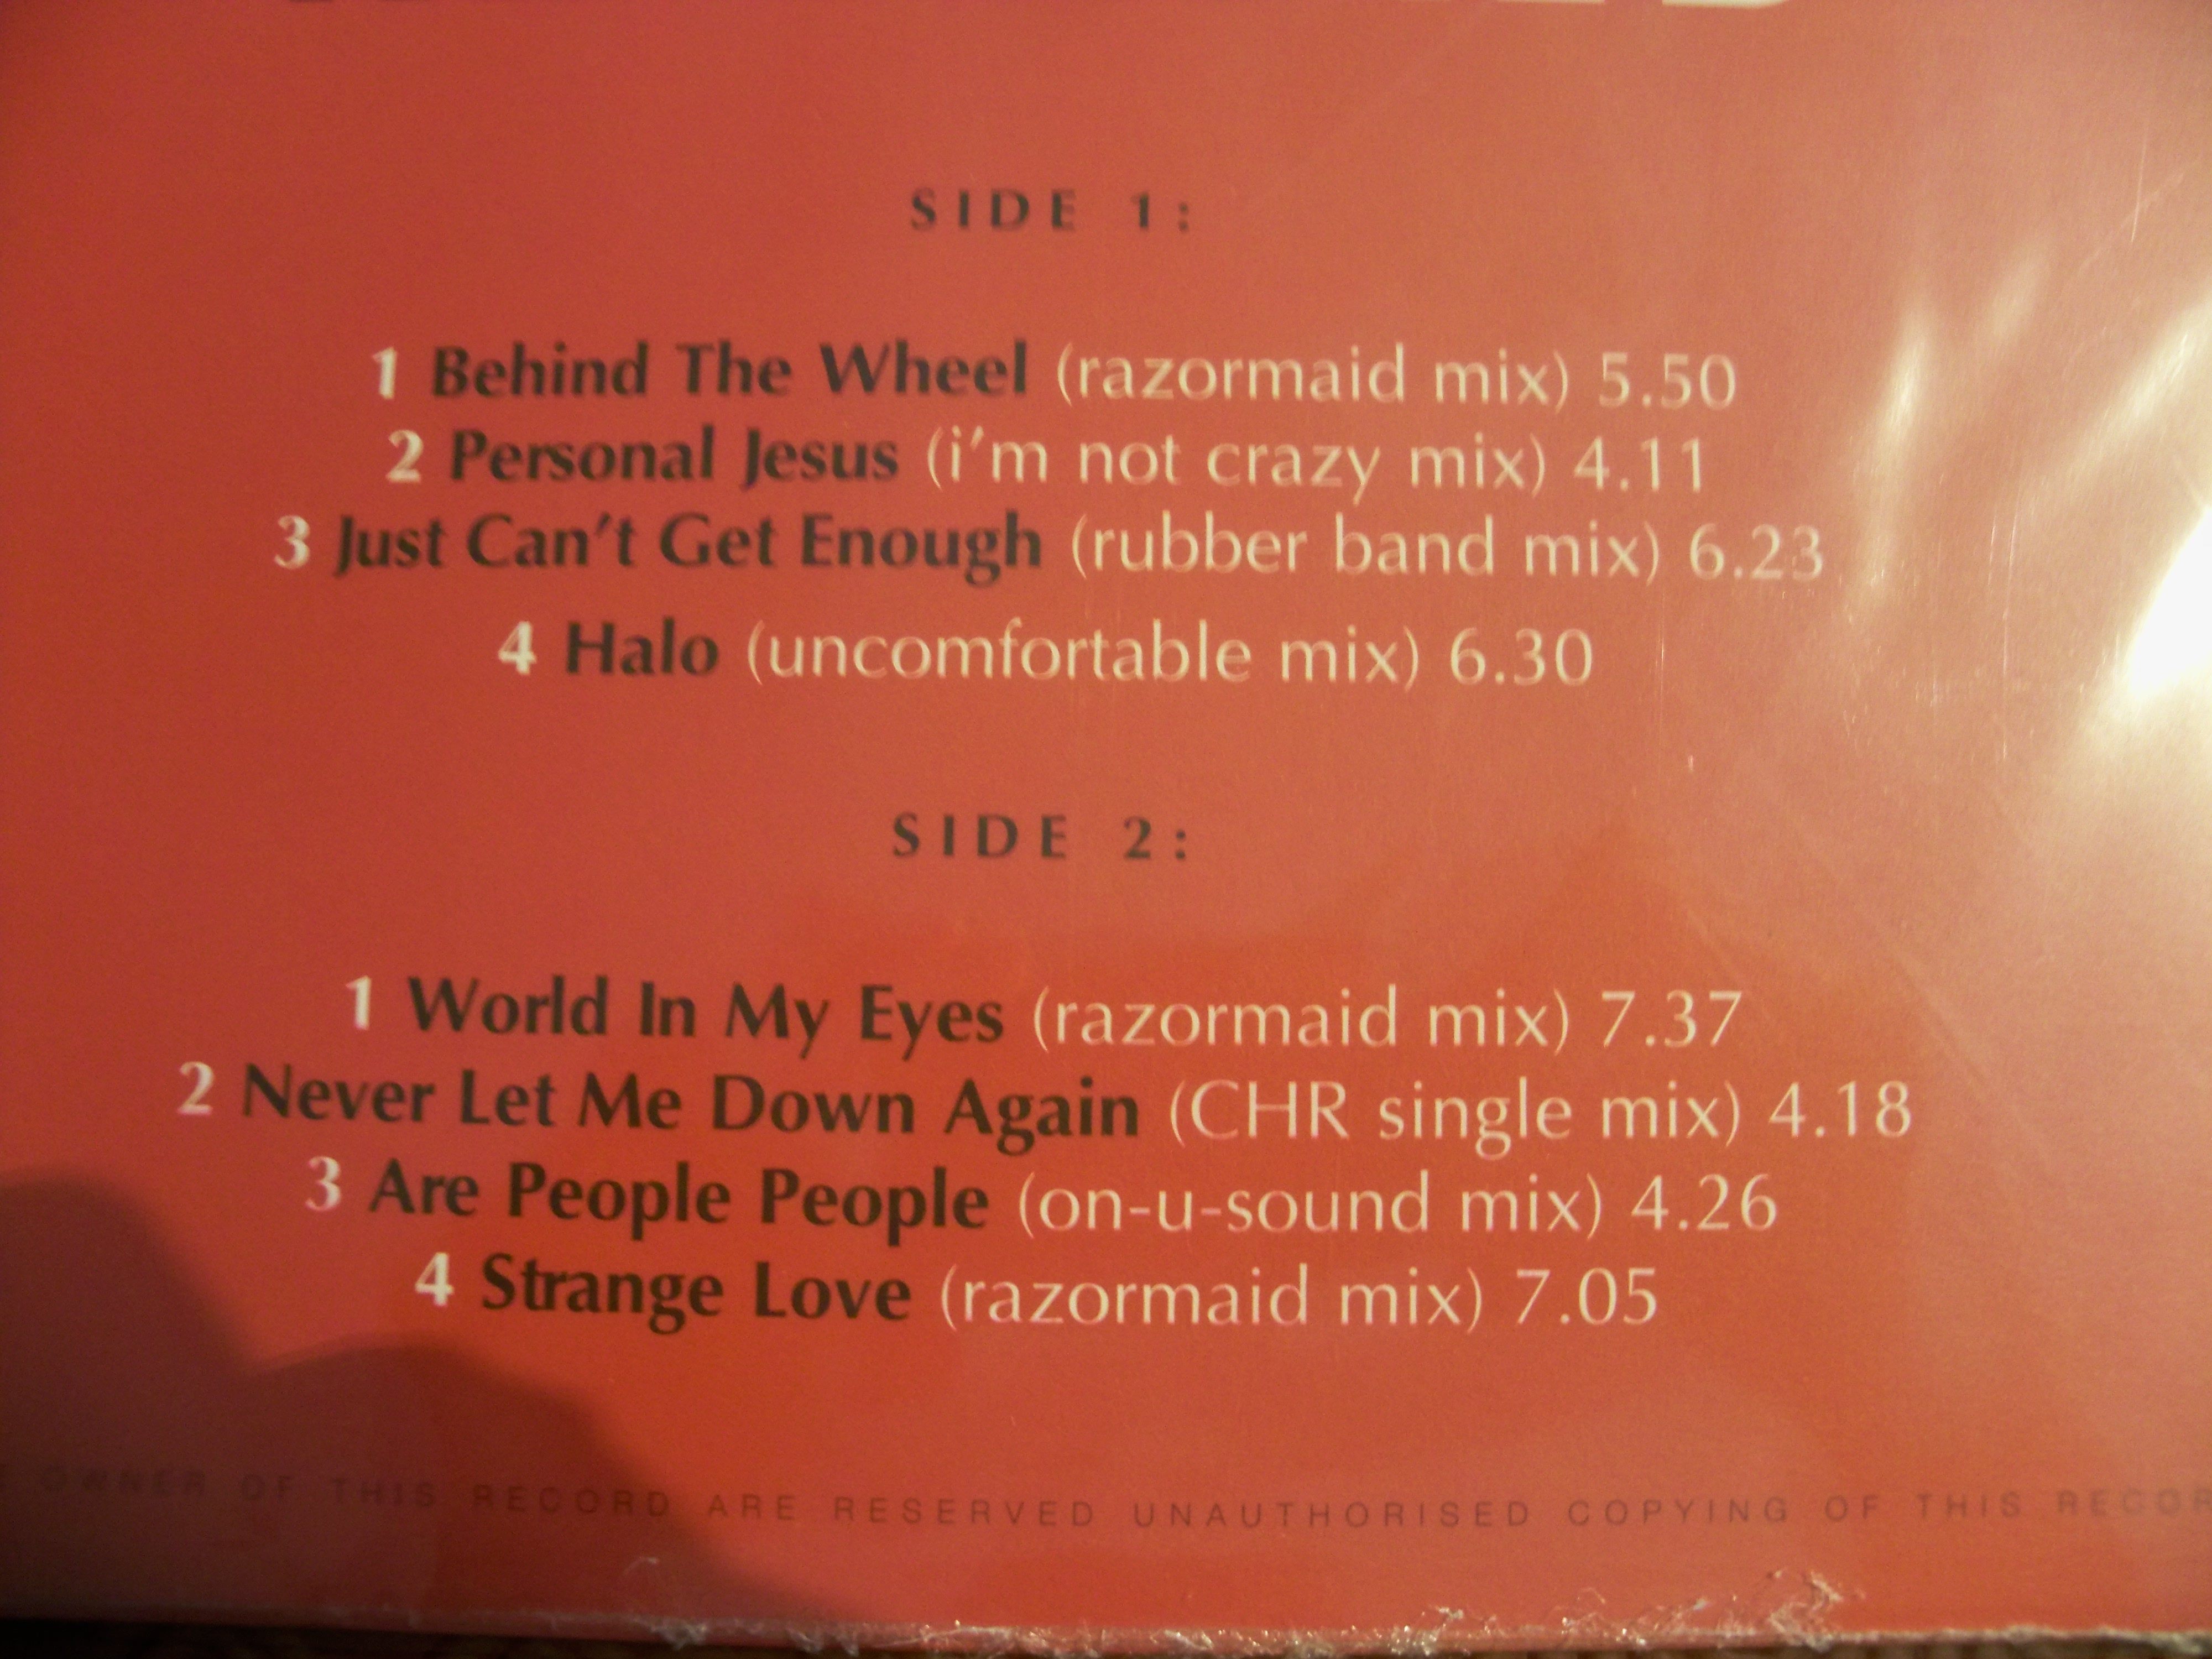 SIDE 1:
1 Behind The Wheel (razormaid mix) 5.50
2 Personal Jesus (i'm not crazy mix) 4.11
3 Just Can't Get Enough (rubber band mix) 6.23
4 Halo (uncomfortable mix) 6.30
SIDE 2:
1 World In My Eyes (razormaid mix) 7.37
2 Never Let Me Down Again (CHR single mix) 4.18
3 Are People People (on-u-sound mix) 4.26
4 Strange Love (razormaid mix) 7.05
OWNER OF THIS RECORD ARE RESERVED UNAUTHORISED COPYING OF THIS RECOR